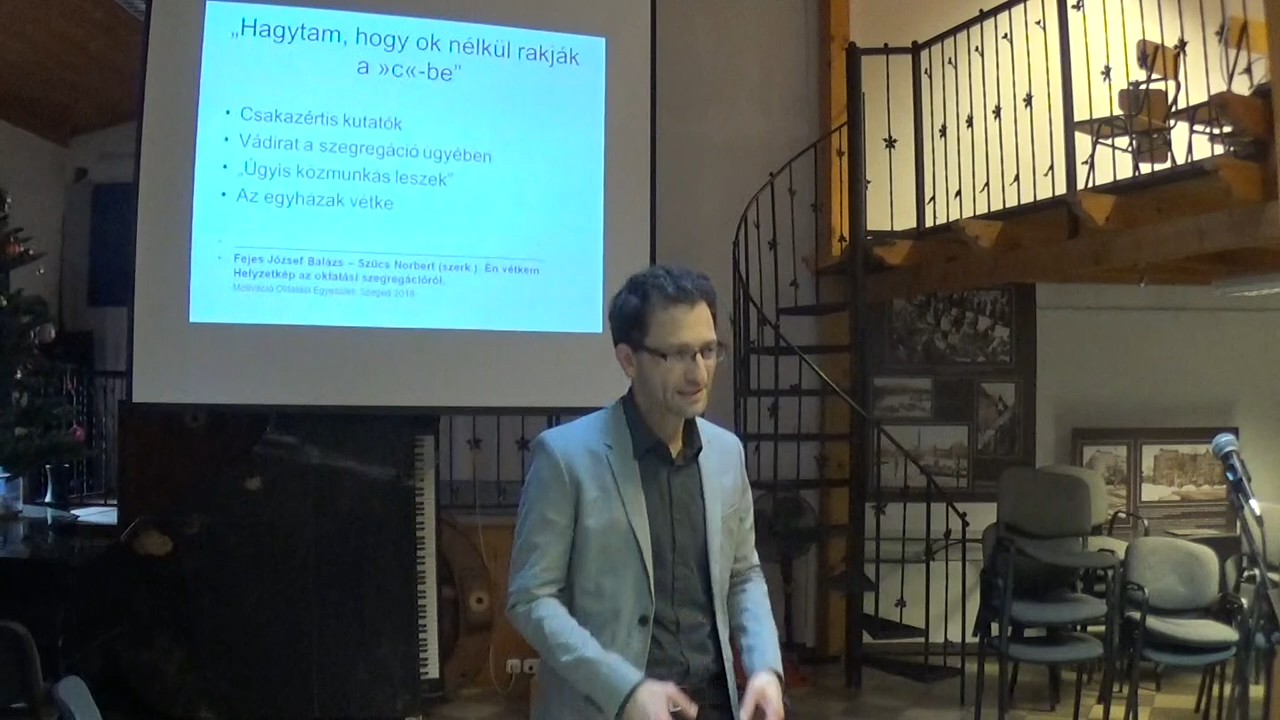 „Hagytam, hogy ok nélkül rakják
a »c«-be”
• Csakazértis kutatók
• Vádirat a szegregáció ügyében
• „Úgyis közmunkás leszek”
• Az egyházak vétke
Fejes József Balázs – Szűcs Norbert (szerk.): Én vétkem
Helyzetkép az oktatási szegregációról.
Motiváció Oktatási Egyesület, Szeged 2018